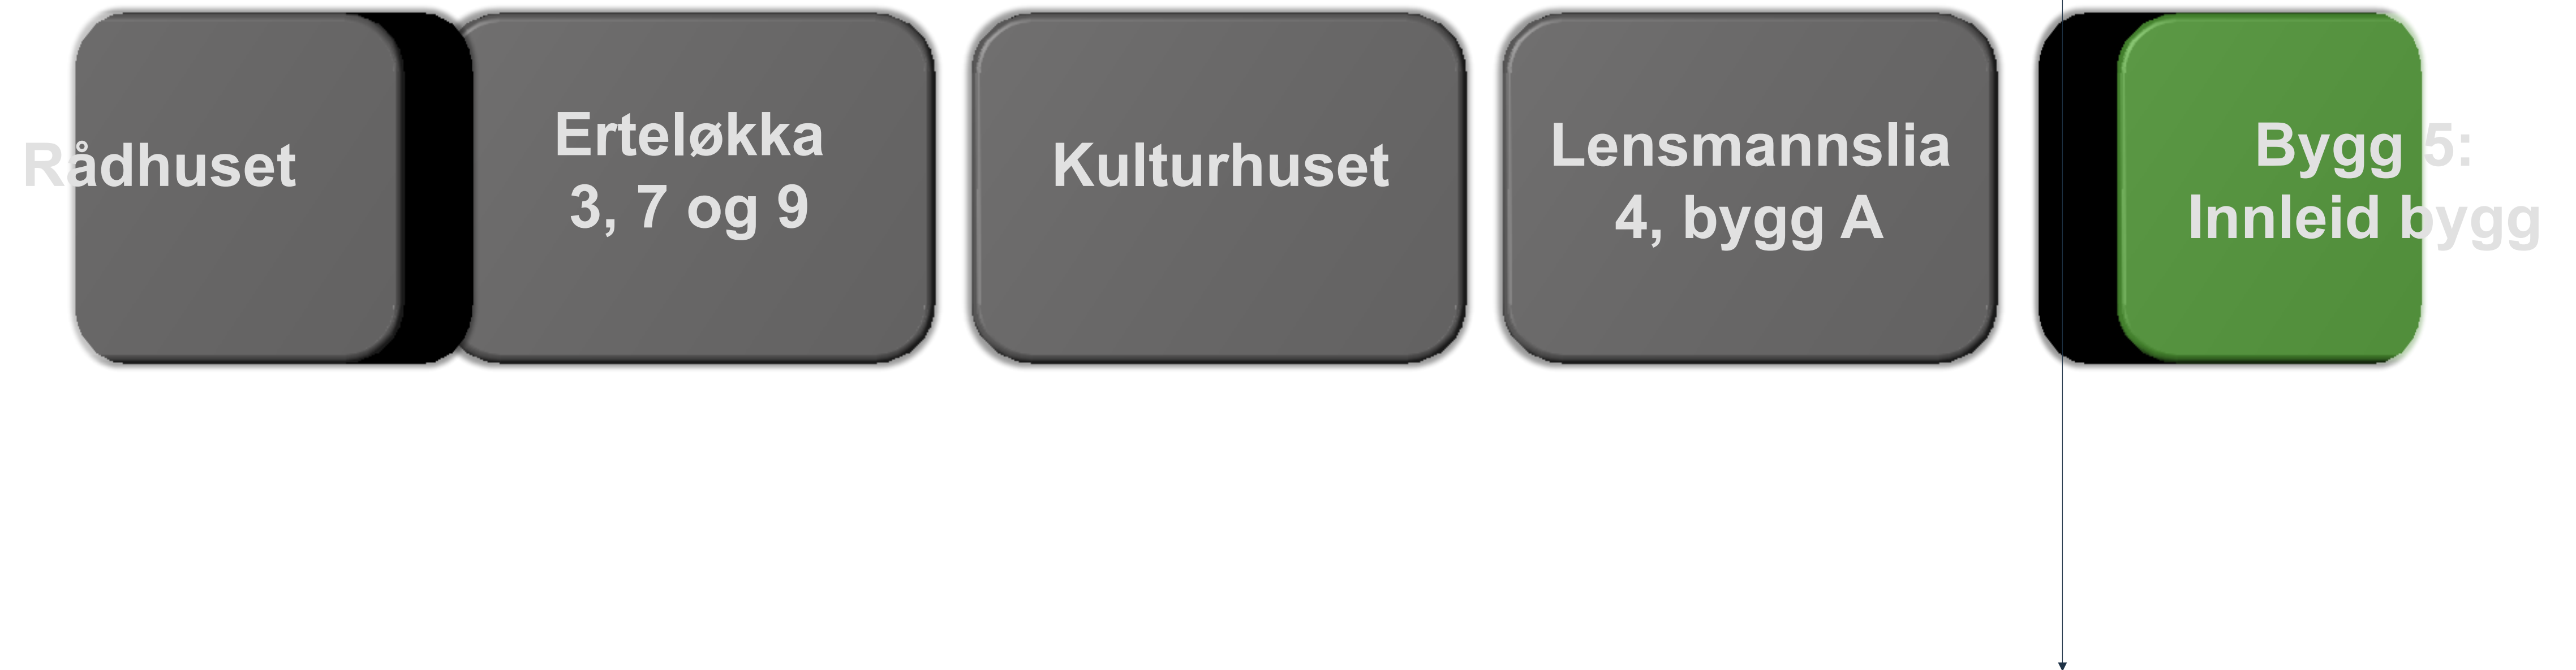 Rådhuset
Erteløkka
3, 7 og 9
Kulturhuset
Lensmannslia
4, bygg A
Bygg 5:
Innleid bygg